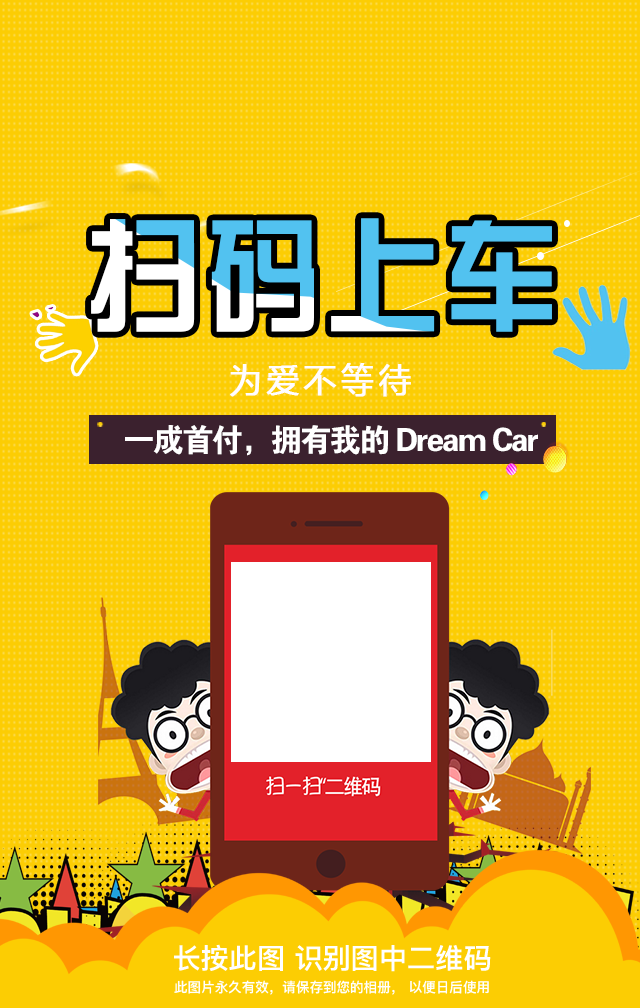 扫码上车
为爱不等待
一成首付，拥有我的 Dream Car
扫一扫“二维码
长按此图 识别图中二维码
此图片永久有效，请保存到您的相册， 以便日后使用